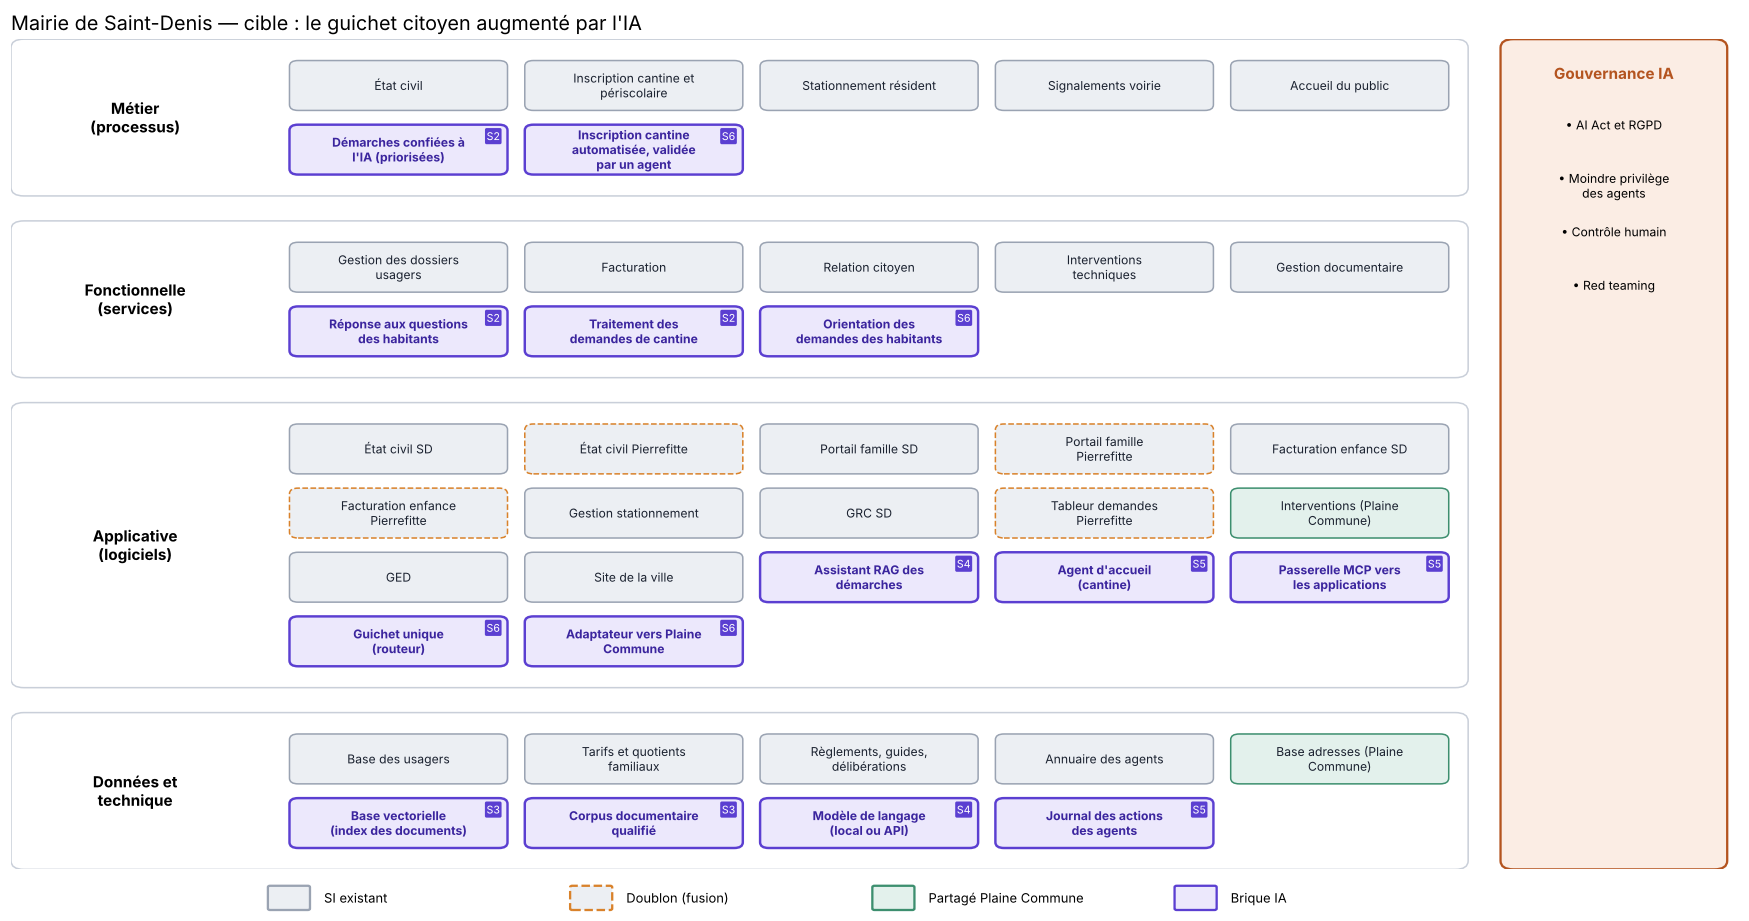 Mairie de Saint-Denis — cible : le guichet citoyen augmenté par l'IA
Métier
(processus)
État civil
Inscription cantine et
périscolaire
Stationnement résident
Signalements voirie
Accueil du public
Démarches confiées à
l'IA (priorisées)
S2
Inscription cantine
automatisée, validée
par un agent
S6
Fonctionnelle
(services)
Gestion des dossiers
usagers
Facturation
Relation citoyen
Interventions
techniques
Gestion documentaire
Réponse aux questions
des habitants
S2
Traitement des
demandes de cantine
S2
Orientation des
demandes des habitants
S6
Applicative
(logiciels)
État civil SD
État civil Pierrefitte
Portail famille SD
Portail famille
Pierrefitte
Facturation enfance SD
Facturation enfance
Pierrefitte
Gestion stationnement
GRC SD
Tableur demandes
Pierrefitte
Interventions (Plaine
Commune)
GED
Site de la ville
Assistant RAG des
démarches
S4
Agent d'accueil
(cantine)
S5
Passerelle MCP vers
les applications
S5
Guichet unique
(routeur)
S6
Adaptateur vers Plaine
Commune
S6
Données et
technique
Base des usagers
Tarifs et quotients
familiaux
Règlements, guides,
délibérations
Annuaire des agents
Base adresses (Plaine
Commune)
Base vectorielle
(index des documents)
S3
Corpus documentaire
qualifié
S3
Modèle de langage
(local ou API)
S4
Journal des actions
des agents
S5
Gouvernance IA
• AI Act et RGPD
• Moindre privilège
des agents
• Contrôle humain
• Red teaming
SI existant
Doublon (fusion)
Partagé Plaine Commune
Brique IA